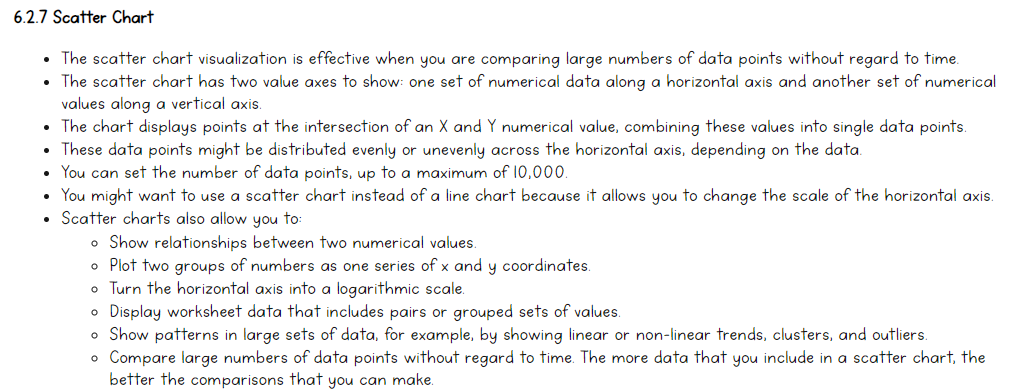 6.2.7 Scatter Chart
• The scatter chart visualization is effective when you are comparing large numbers of data points without regard to time.
• The scatter chart has two value axes to show: one set of numerical data along a horizontal axis and another set of numerical
values along a vertical axis.
• The chart displays points at the intersection of an X and Y numerical value, combining these values into single data points.
• These data points might be distributed evenly or unevenly across the horizontal axis, depending on the data.
• You can set the number of data points, up to a maximum of 10,000.
• You might want to use a scatter chart instead of a line chart because it allows you to change the scale of the horizontal axis.
• Scatter charts also allow you to:
◦ Show relationships between two numerical values.
◦ Plot two groups of numbers as one series of x and y coordinates.
◦ Turn the horizontal axis into a logarithmic scale.
◦ Display worksheet data that includes pairs or grouped sets of values.
◦ Show patterns in large sets of data, for example, by showing linear or non-linear trends, clusters, and outliers.
◦ Compare large numbers of data points without regard to time. The more data that you include in a scatter chart, the
better the comparisons that you can make.